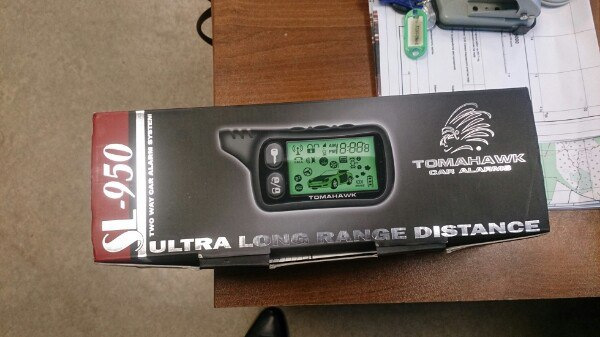 SL-950
TWO WAY CAR ALARM SYSTEM
TOMAHAWK
TOMAHAWK
CAR ALARMS
ULTRA LONG RANGE DISTANCE